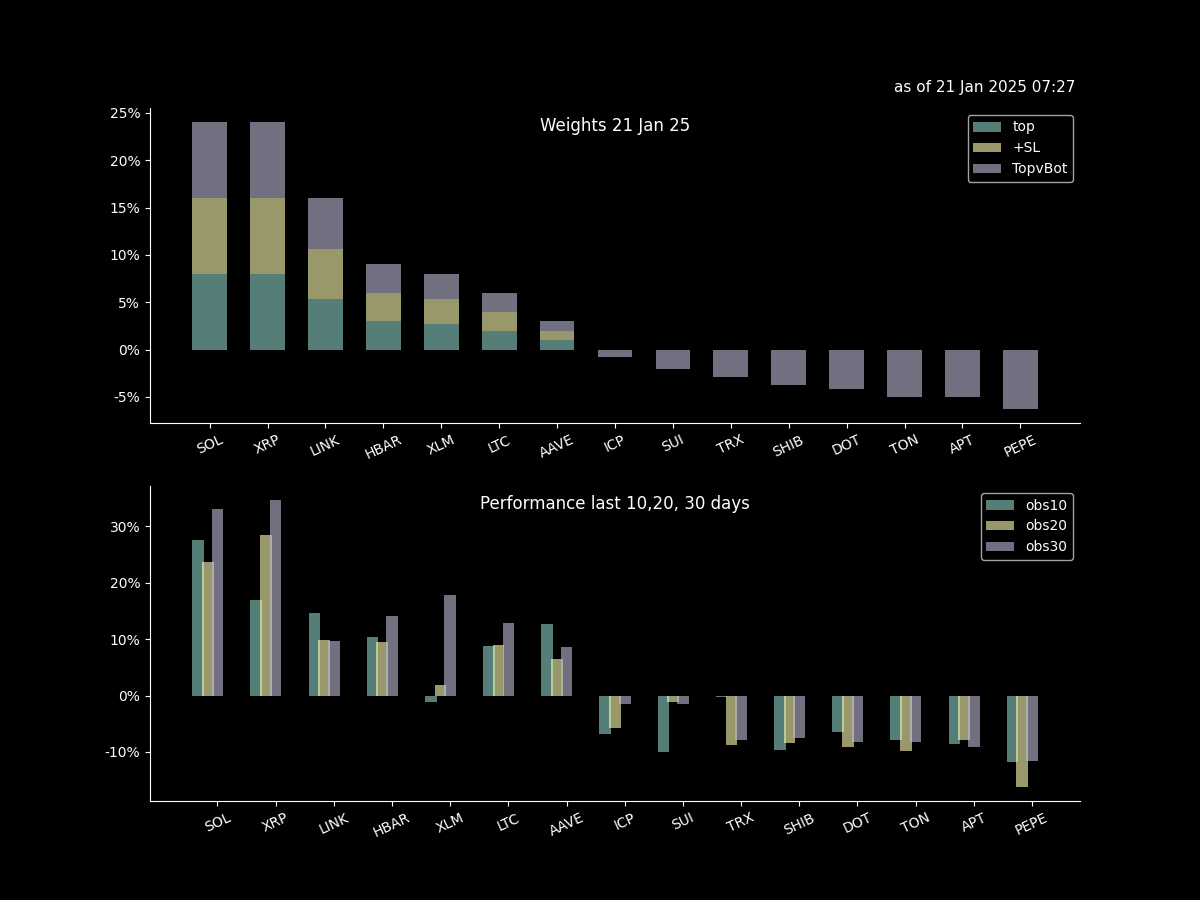 as of 21 Jan 2025 07:27
Weights 21 Jan 25
top
+SL
TopvBot
25%
20%
15%
10%
5%
0%
-5%
SOL XRP LINK HBAR XLM LTC AAVE ICP SUI TRX SHIB DOT TON APT PEPE
Performance last 10,20, 30 days
obs10
obs20
obs30
30%
20%
10%
0%
-10%
SOL XRP LINK HBAR XLM LTC AAVE ICP SUI TRX SHIB DOT TON APT PEPE